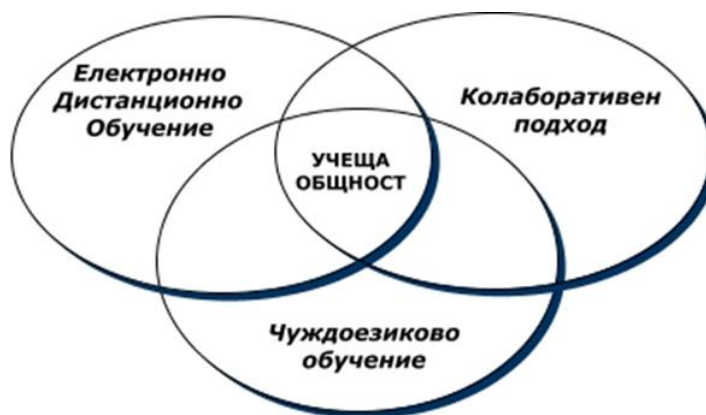 Електронно
Дистанционно
Обучение
Колаборативен
подход
УЧЕЩА
ОБЩНОСТ
Чуждоезиково
обучение